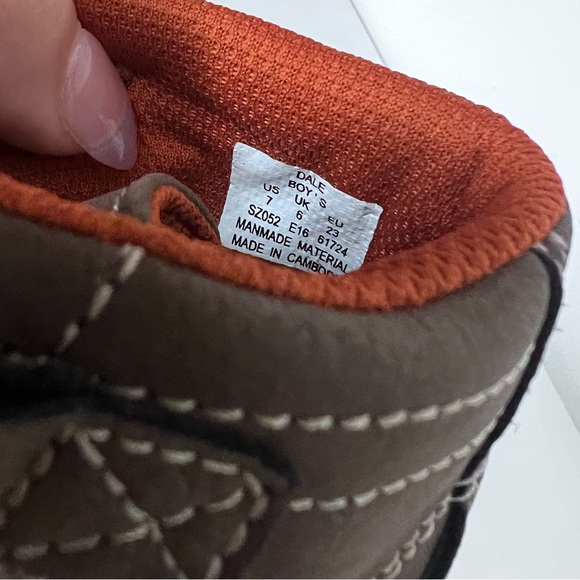 DALE
BOY'S
US UK EU
7 6 23
SZ052 E16 61724
MANMADE MATERIAL
MADE IN CAMBOD